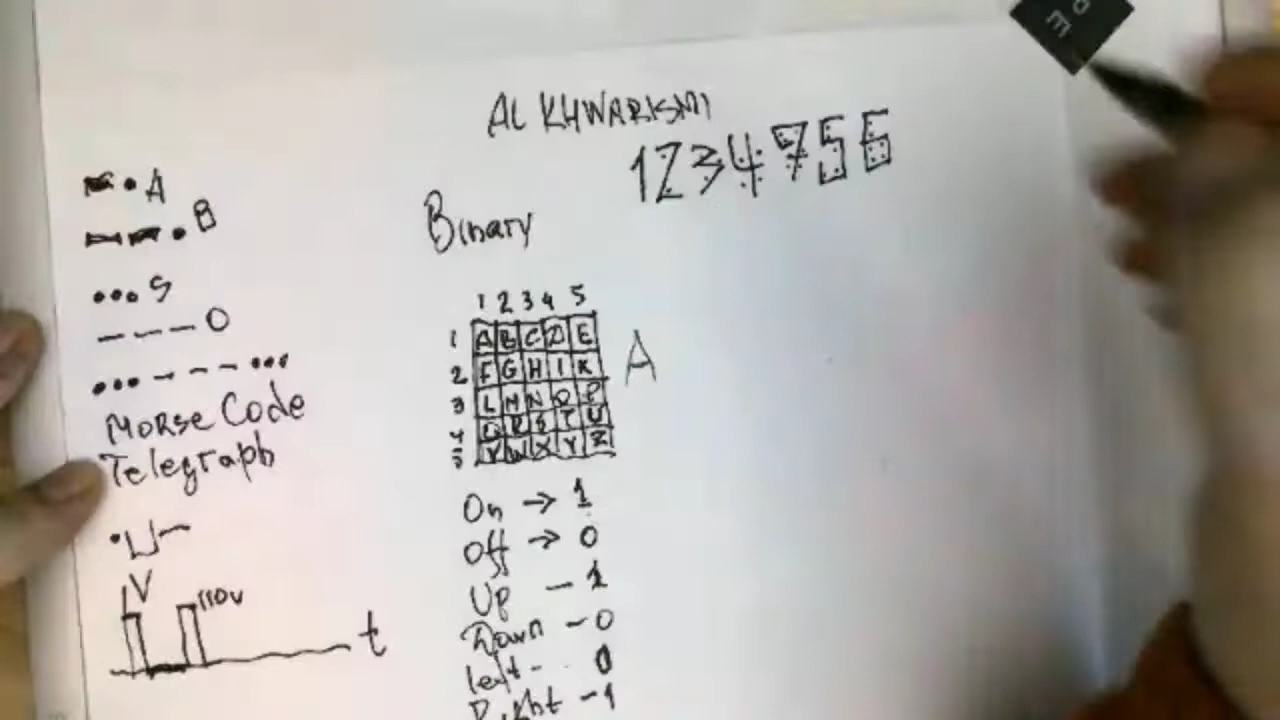 AL KHWARISMI
1234756
A
B
S
O
MORSE Code
Telegraph
V
110V
t
Binary
1 2 3 4 5
1 A B C D E
2 F G H I K
3 L M N O P
4 Q R S T U
5 V W X Y Z
A
On → 1
Off → 0
Up – 1
Down – 0
left - 0
Right – 1